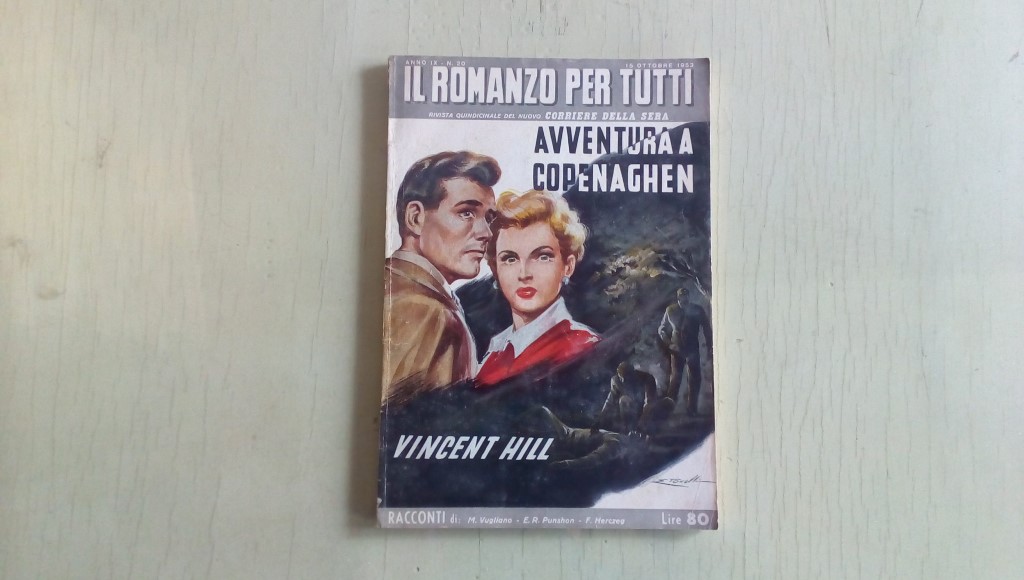 ANNO IX - N. 20 15 OTTOBRE 1953
IL ROMANZO PER TUTTI
RIVISTA QUINDICINALE DEL NUOVO CORRIERE DELLA SERA
AVVENTURA A
COPENAGHEN
VINCENT HILL
RACCONTI di: M. Vugliano - E. R. Punshon - F. Herczeg Lire 80